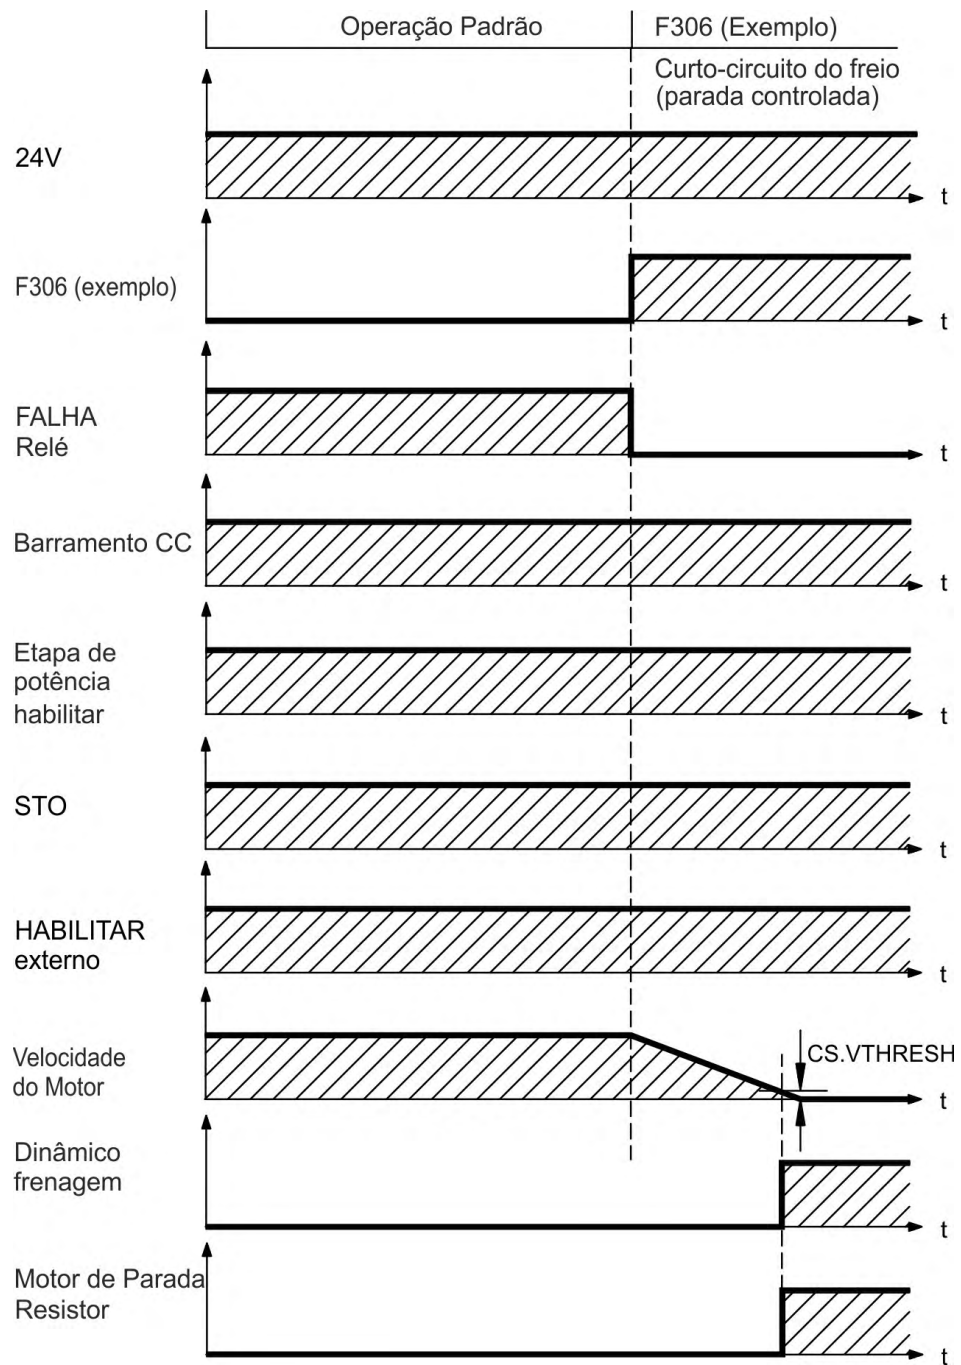 Operação Padrão
F306 (Exemplo)
Curto-circuito do freio
(parada controlada)
24V
t
F306 (exemplo)
t
FALHA
Relé
t
Barramento CC
t
Etapa de
potência
habilitar
t
STO
t
HABILITAR
externo
t
CS.VTHRESH
Velocidade
do Motor
t
Dinâmico
frenagem
t
Motor de Parada
Resistor
t